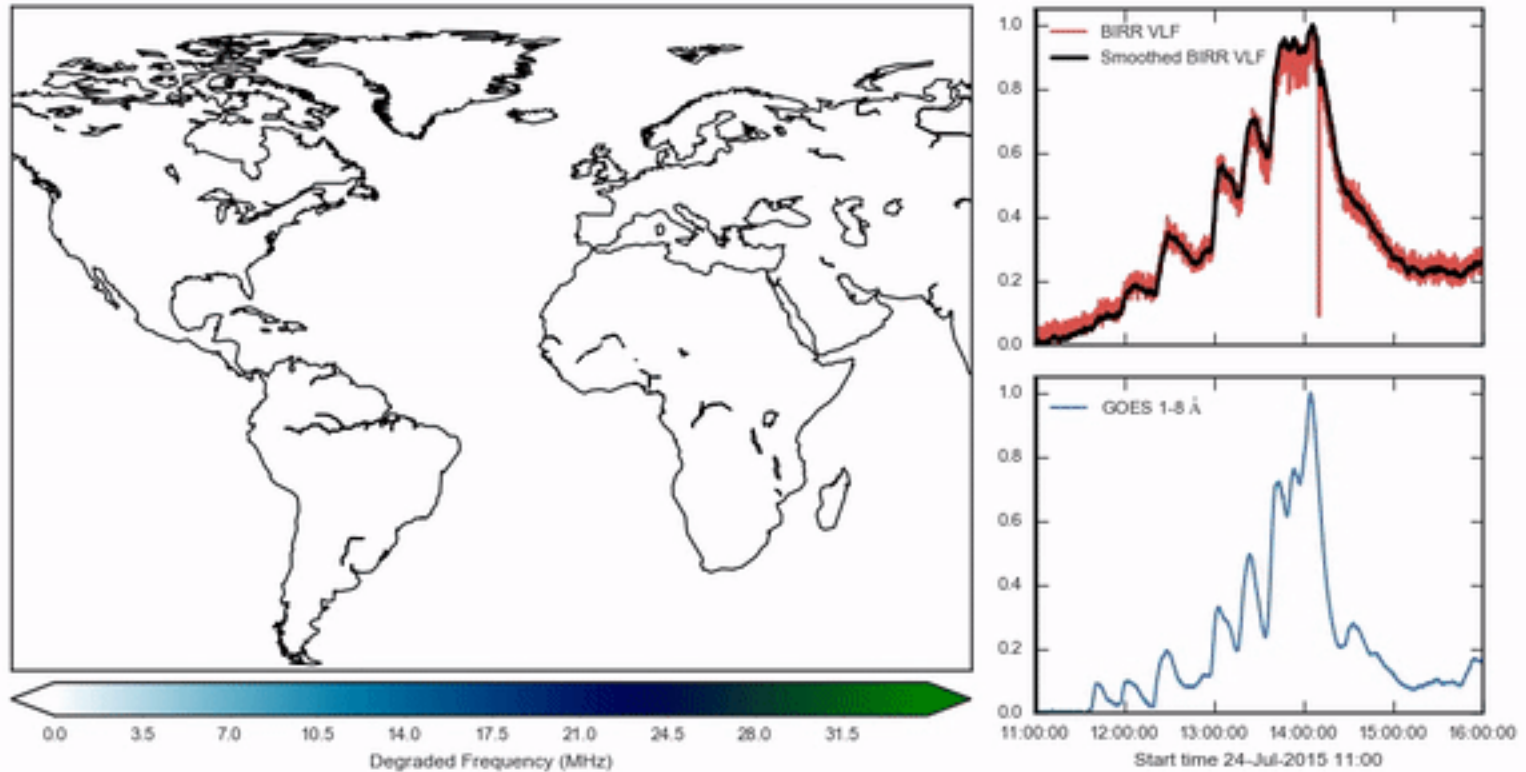 0.0 3.5 7.0 10.5 14.0 17.5 21.0 24.5 28.0 31.5
Degraded Frequency (MHz)
1.0
0.8
0.6
0.4
0.2
0.0
BIRR VLF
Smoothed BIRR VLF
1.0
0.8
0.6
0.4
0.2
0.0
GOES 1-8 Å
11:00:00 12:00:00 13:00:00 14:00:00 15:00:00 16:00:00
Start time 24-Jul-2015 11:00